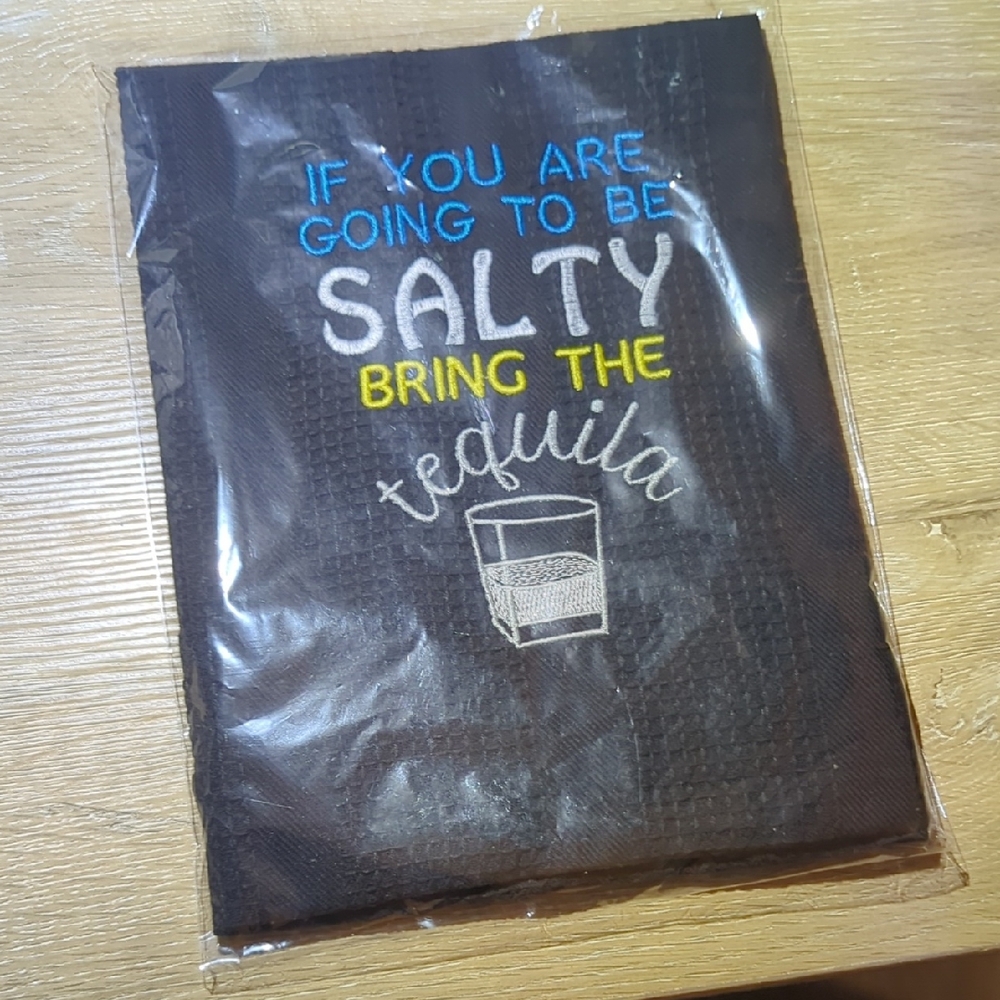 IF YOU ARE
GOING TO BE
SALTY
BRING THE
tequila